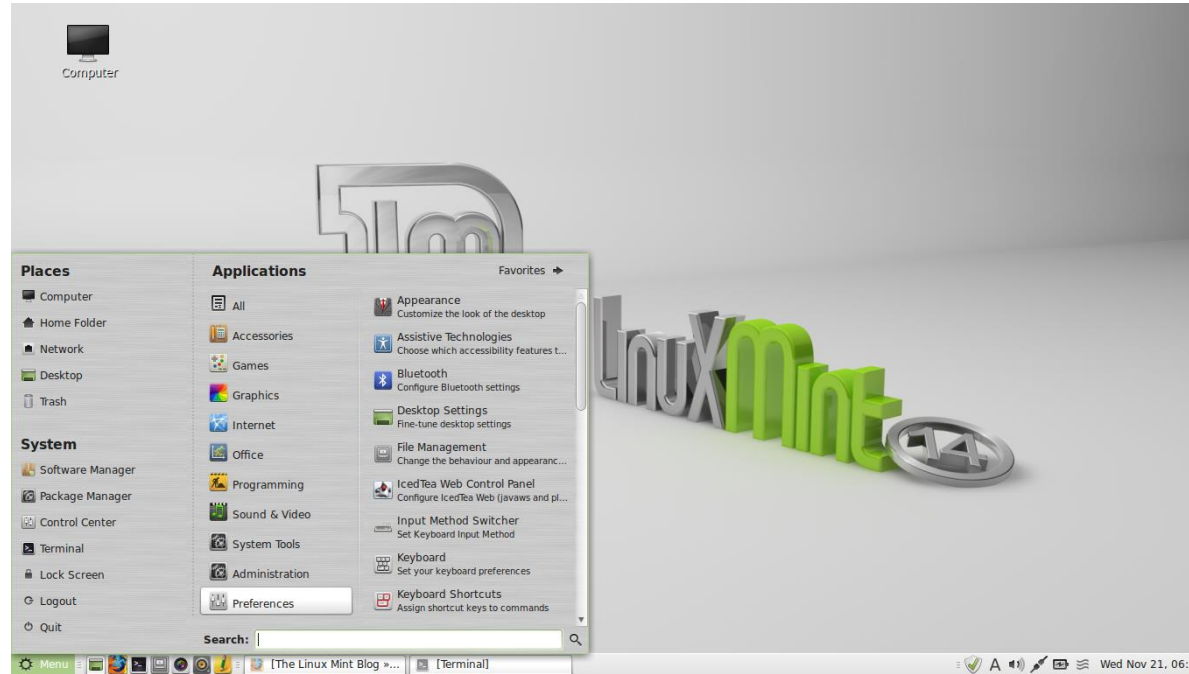 Computer
Places
Computer
Home Folder
Network
Desktop
Trash
System
Software Manager
Package Manager
Control Center
Terminal
Lock Screen
Logout
Quit
Applications
Favorites
All
Accessories
Games
Graphics
Internet
Office
Programming
Sound & Video
System Tools
Administration
Preferences
Appearance
Customize the look of the desktop
Assistive Technologies
Choose which accessibility features t...
Bluetooth
Configure Bluetooth settings
Desktop Settings
Fine-tune desktop settings
File Management
Change the behaviour and appearanc...
IcedTea Web Control Panel
Configure IcedTea Web (javaws and pl...
Input Method Switcher
Set Keyboard Input Method
Keyboard
Set your keyboard preferences
Keyboard Shortcuts
Assign shortcut keys to commands
Search:
LinuxMint
14
Menu
[The Linux Mint Blog »...
[Terminal]
A
Wed Nov 21, 06: